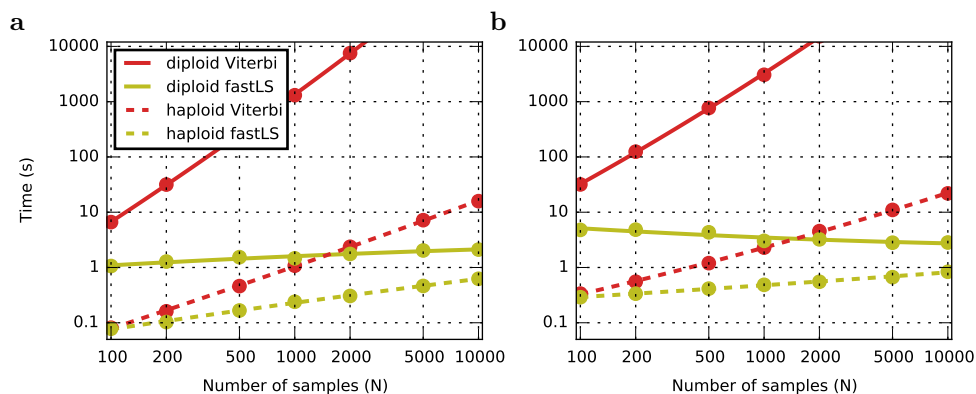 a
b
10000
1000
100
10
1
0.1
Time (s)
diploid Viterbi
diploid fastLS
haploid Viterbi
haploid fastLS
100 200 500 1000 2000 5000 10000
Number of samples (N)
10000
1000
100
10
1
0.1
100 200 500 1000 2000 5000 10000
Number of samples (N)